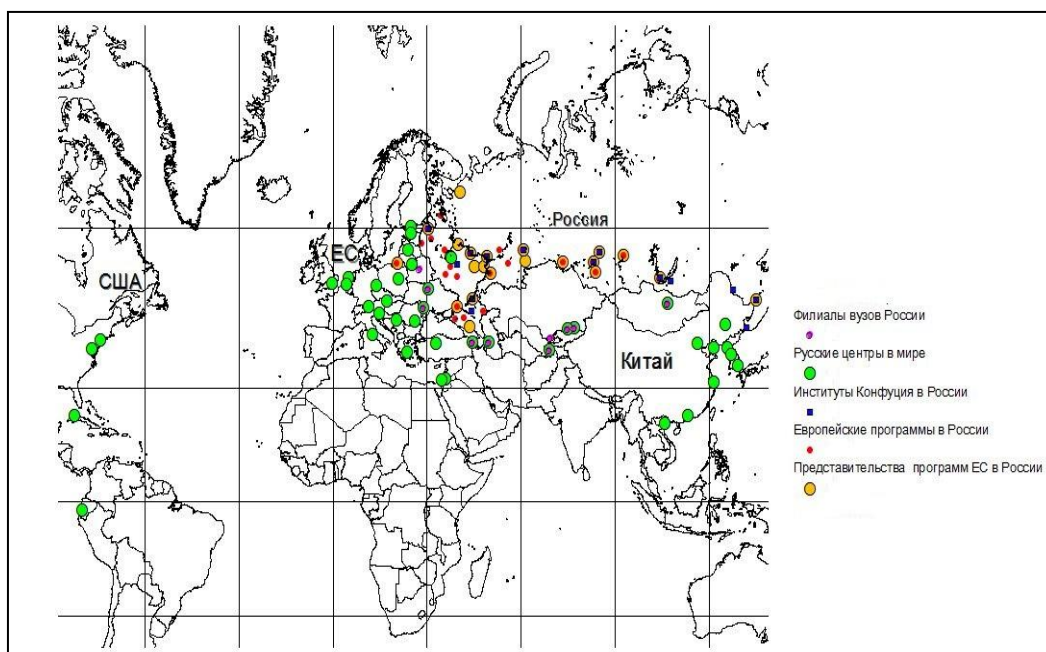 Россия
ЕС
США
Китай
Филиалы вузов России
Русские центры в мире
Институты Конфуция в России
Европейские программы в России
Представительства программ ЕС в России